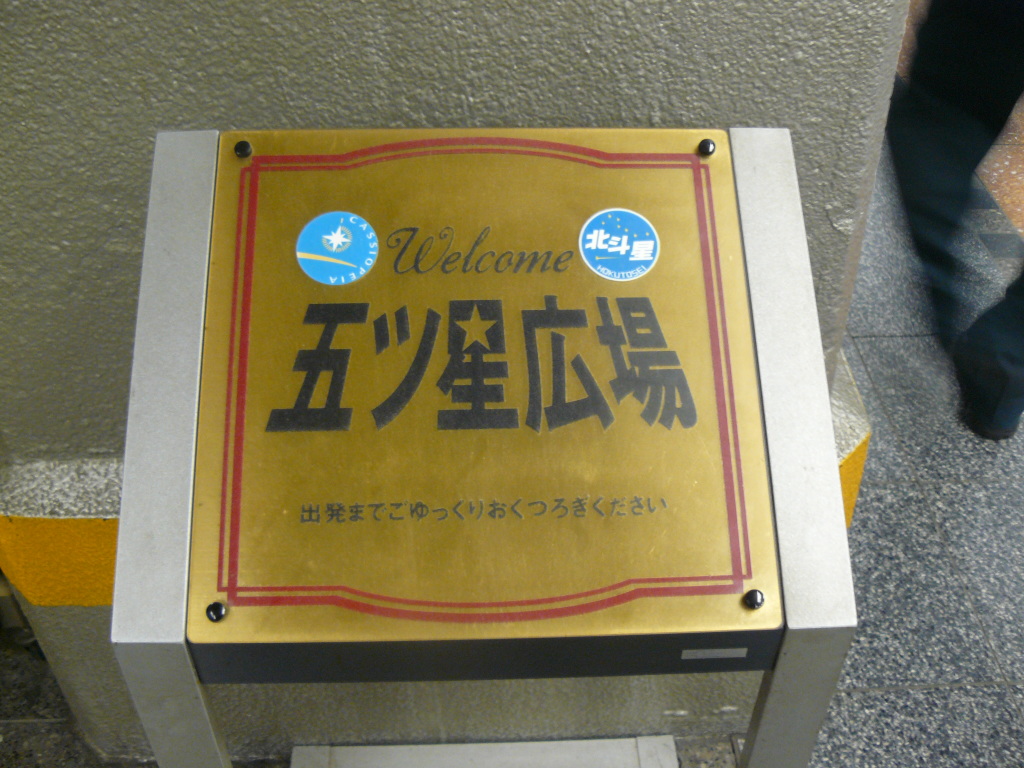 CASSIOPEIA
Welcome
北斗星
HOKUTOSEI
五ツ星広場
出発までごゆっくりおくつろぎください